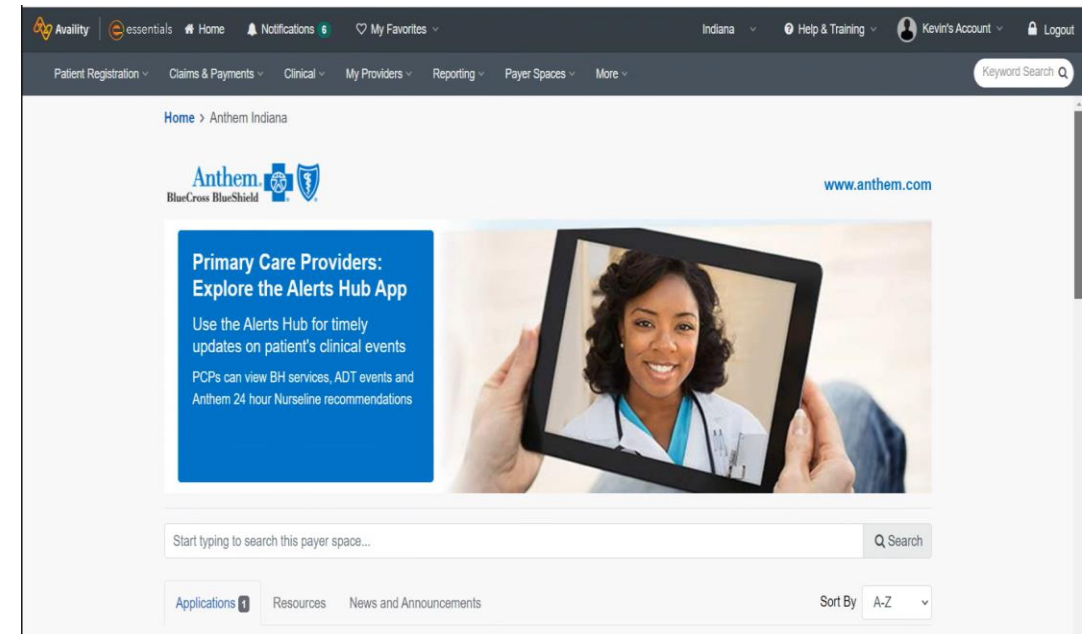 Availity essentials Home Notifications 6 My Favorites Indiana Help & Training Kevin's Account Logout
Patient Registration Claims & Payments Clinical My Providers Reporting Payer Spaces More Keyword Search
Home > Anthem Indiana
Anthem.
BlueCross BlueShield
www.anthem.com
Primary Care Providers:
Explore the Alerts Hub App
Use the Alerts Hub for timely
updates on patient's clinical events
PCPs can view BH services, ADT events and
Anthem 24 hour Nurseline recommendations
Start typing to search this payer space... Search
Applications 1 Resources News and Announcements Sort By A-Z